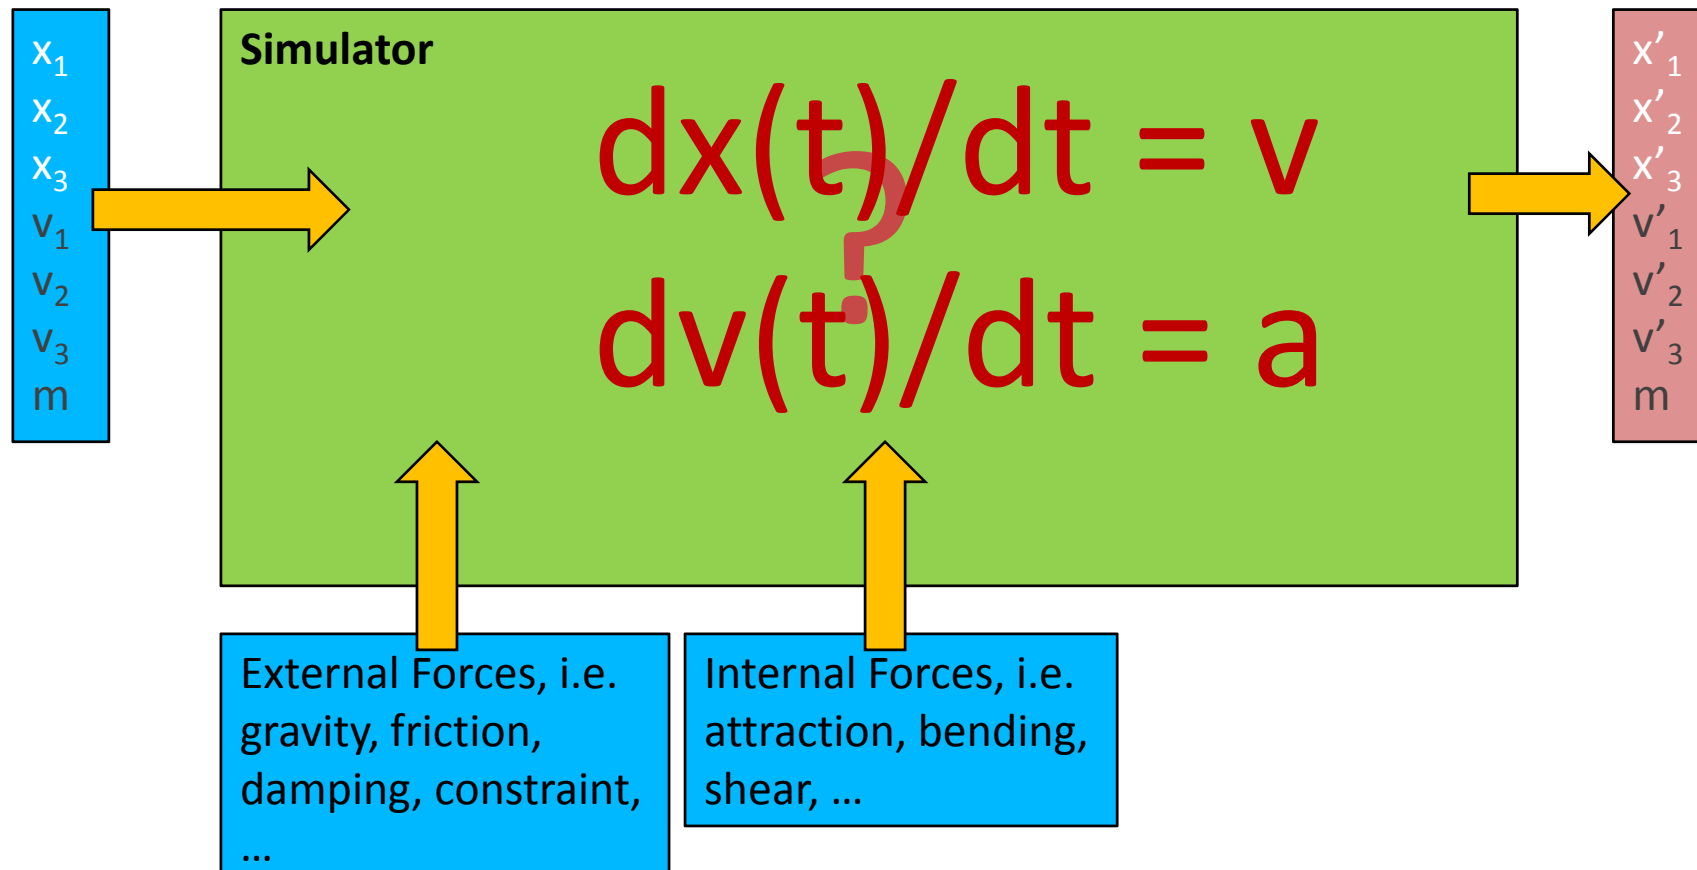 x₁
x₂
x₃
v₁
v₂
v₃
m
Simulator
dx(t)/dt = v
?
dv(t)/dt = a
x’₁
x’₂
x’₃
v’₁
v’₂
v’₃
m
External Forces, i.e.
gravity, friction,
damping, constraint,
…
Internal Forces, i.e.
attraction, bending,
shear, …